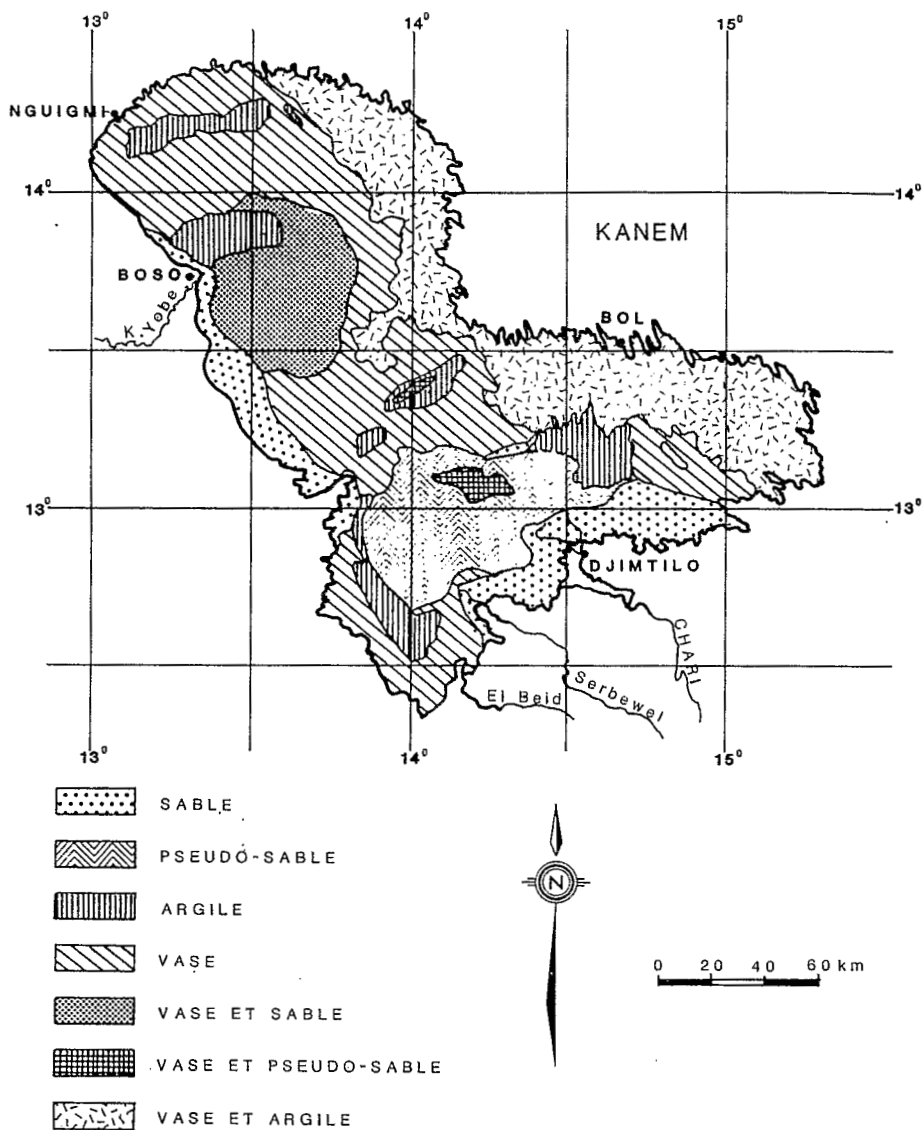 13° 14° 15°
NGUIGMI
14° 14°
KANEM
BOSO
K. Yobe
BOL
13° 13°
DJIMTILO
CHARI
Serbewel
El Beid
13° 14° 15°
SABLE
PSEUDO-SABLE
ARGILE
VASE
VASE ET SABLE
VASE ET PSEUDO-SABLE
VASE ET ARGILE
N
0 20 40 60 km